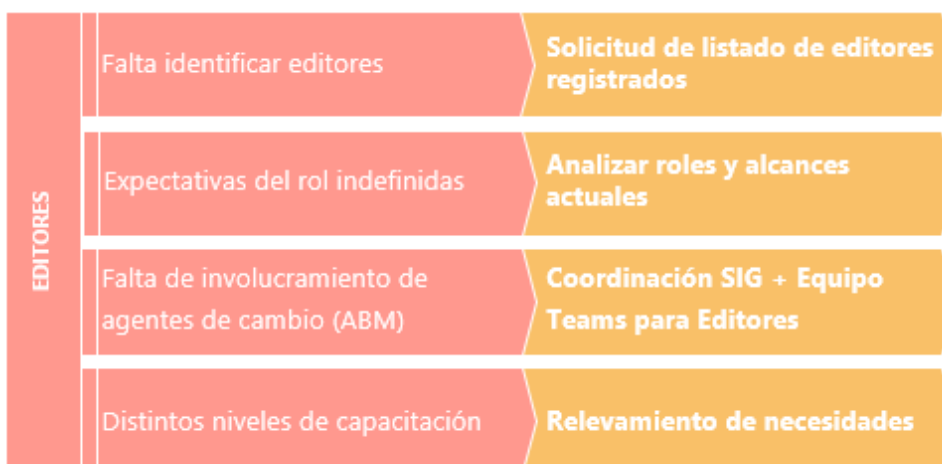 EDITORES
Falta identificar editores
Solicitud de listado de editores
registrados
Expectativas del rol indefinidas
Analizar roles y alcances
actuales
Falta de involucramiento de
agentes de cambio (ABM)
Coordinación SIG + Equipo
Teams para Editores
Distintos niveles de capacitación
Relevamiento de necesidades